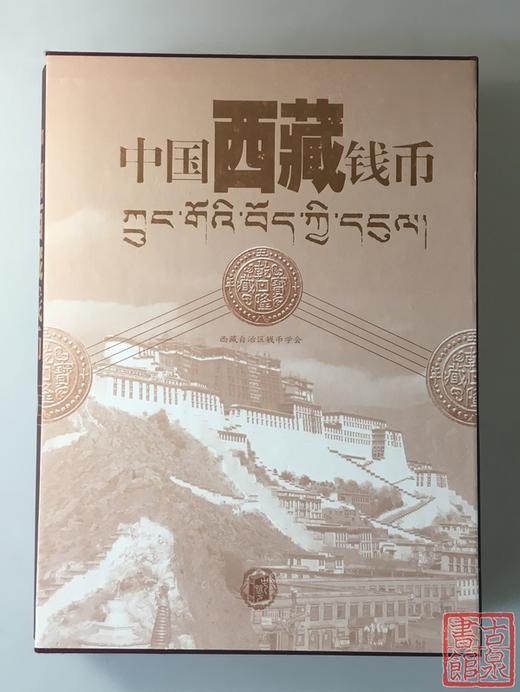 中国西藏钱币
ཀྲུང་གོའི་བོད་ཀྱི་དངུལ།
西藏自治区钱币学会
古泉
書館